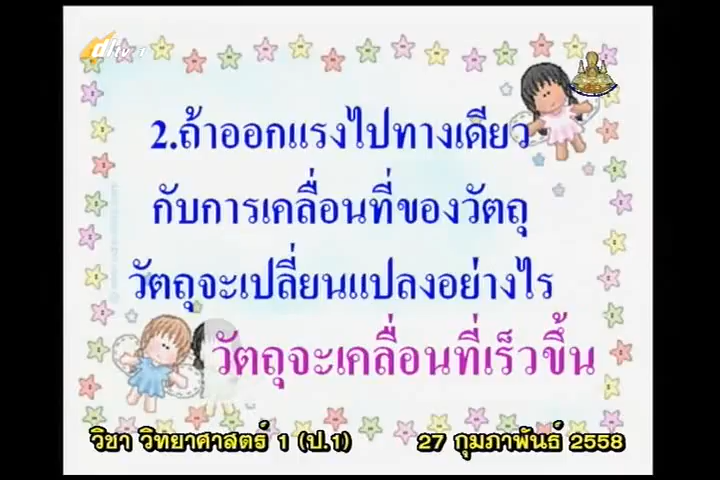 dltv 1
2.ถ้าออกแรงไปทางเดียว
กับการเคลื่อนที่ของวัตถุ
วัตถุจะเปลี่ยนแปลงอย่างไร
วัตถุจะเคลื่อนที่เร็วขึ้น
วิชา วิทยาศาสตร์ 1 (ป.1) 27 กุมภาพันธ์ 2558